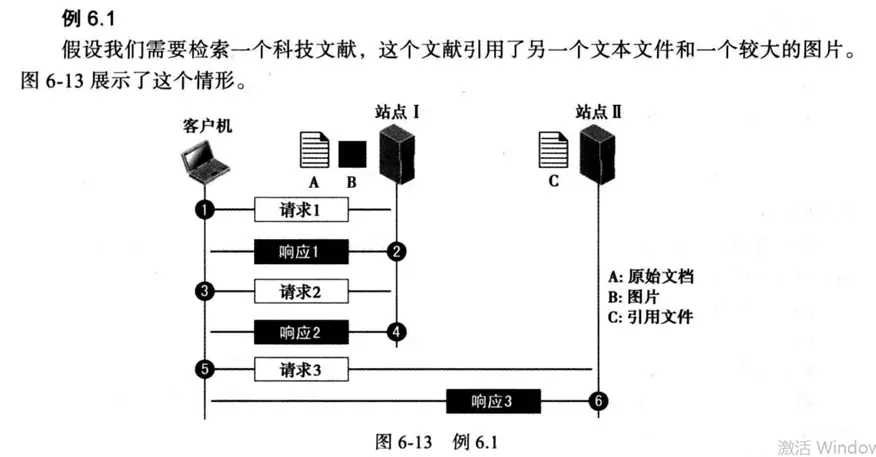 例 6.1
假设我们需要检索一个科技文献，这个文献引用了另一个文本文件和一个较大的图片。
图 6-13 展示了这个情形。
客户机
站点 I
站点 II
A
B
C
1 请求1
响应1 2
3 请求2
响应2 4
5 请求3
响应3 6
A: 原始文档
B: 图片
C: 引用文件
图 6-13 例 6.1
激活 Windov